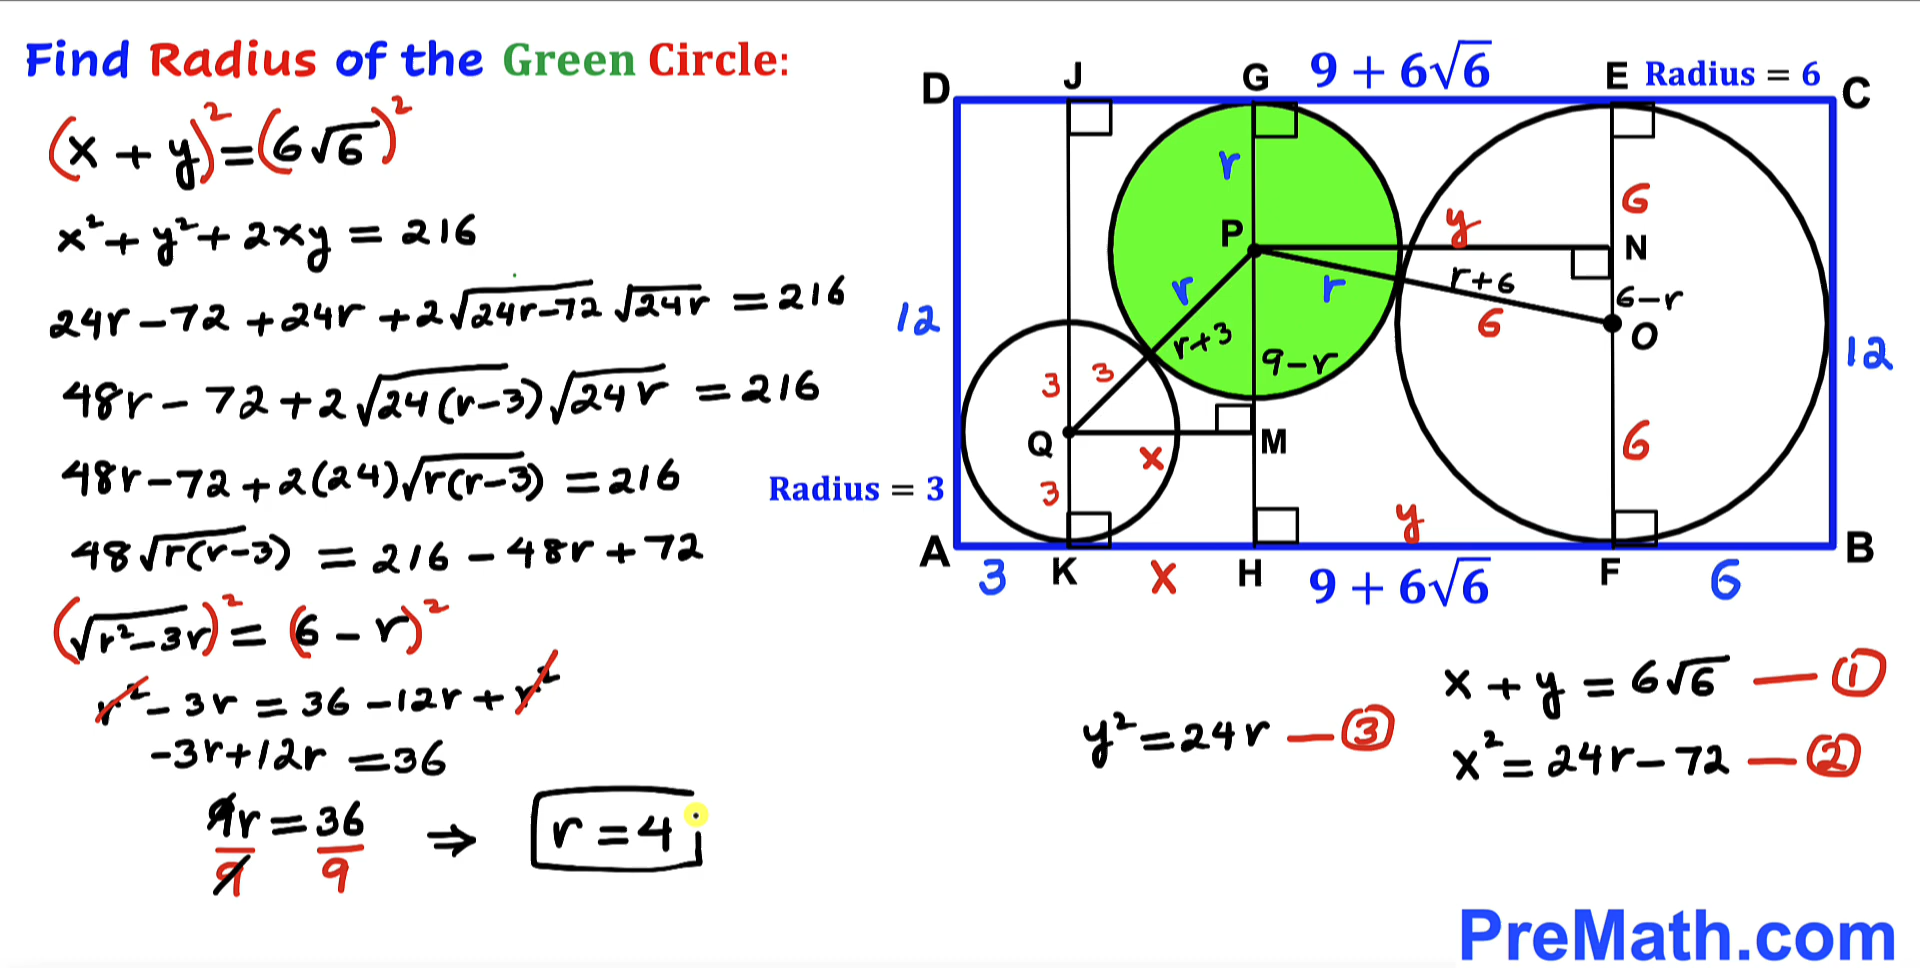 Find Radius of the Green Circle:
(x + y)² = (6√6)²
x² + y² + 2xy = 216
24r − 72 + 24r + 2√24r−72 √24r = 216
48r − 72 + 2√24(r−3) √24r = 216
48r − 72 + 2(24)√r(r−3) = 216
48√r(r−3) = 216 − 48r + 72
(√r²−3r)² = (6 − r)²
r² − 3r = 36 − 12r + r²
-3r + 12r = 36
9r = 36
9 9
⇒ r = 4
D J G 9 + 6√6 E Radius = 6 C
r 6
P y N
r r r+6 6−r
12 6 O
r+3 12
3 3 9−r
Q x M 6
Radius = 3 3
y
A 3 K x H 9 + 6√6 F 6 B
x + y = 6√6 — ①
y² = 24r — ③
x² = 24r − 72 — ②
PreMath.com